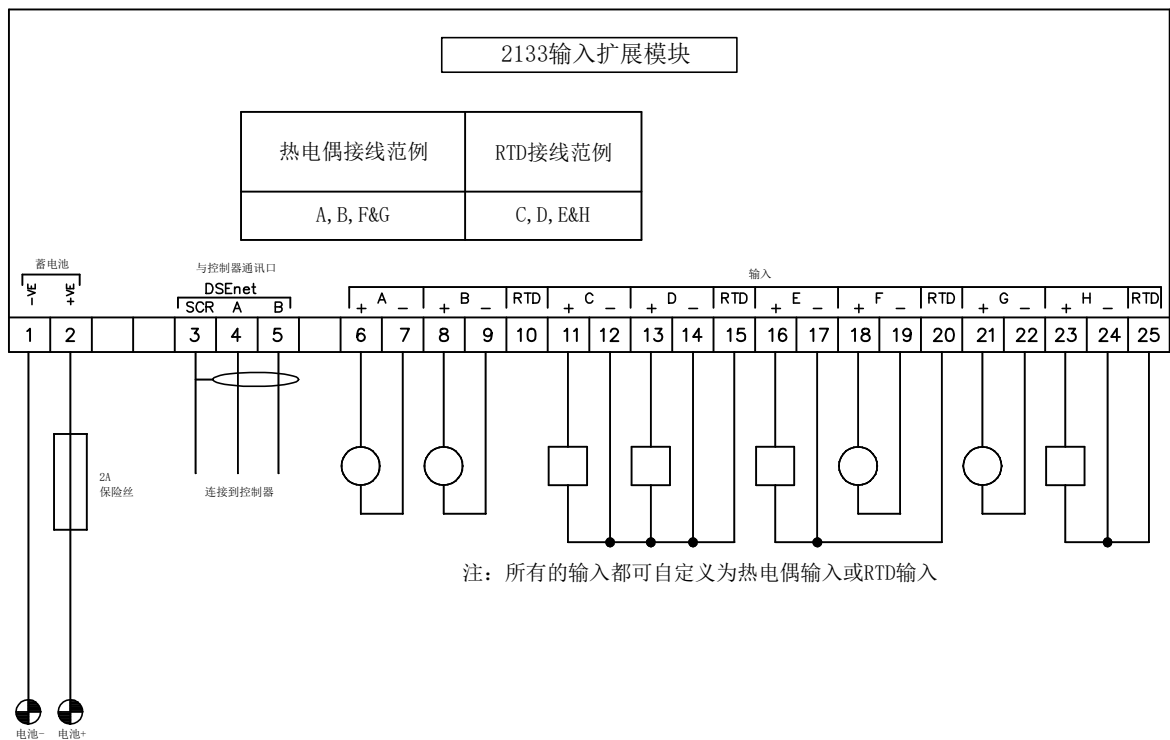 2133输入扩展模块
热电偶接线范例 RTD接线范例
A,B,F&G C,D,E&H
蓄电池
-VE +VE
与控制器通讯口
DSEnet
SCR A B
输入
A B RTD C D RTD E F RTD G H RTD
+ - + - + - + - + - + - + - + -
1 2 3 4 5 6 7 8 9 10 11 12 13 14 15 16 17 18 19 20 21 22 23 24 25
2A
保险丝
连接到控制器
注: 所有的输入都可自定义为热电偶输入或RTD输入
电池- 电池+